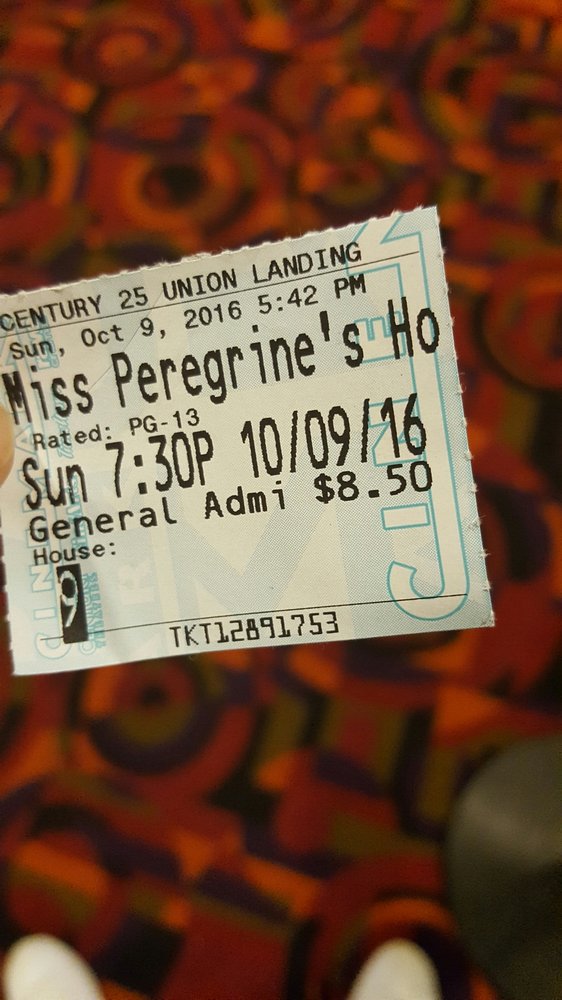 CENTURY 25 UNION LANDING
Sun, Oct 9, 2016 5:42 PM
Miss Peregrine's Ho
Rated: PG-13
Sun 7:30P 10/09/16
General Admi $8.50
House:
9
TKT12891753